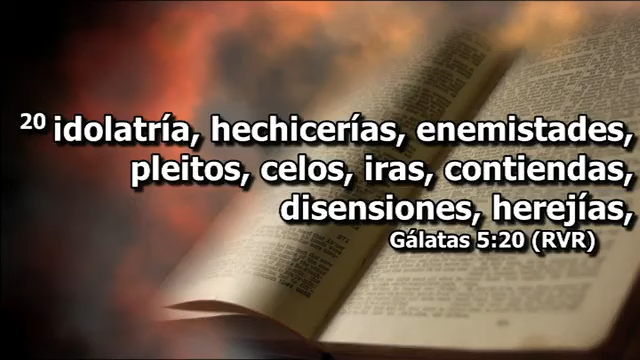 20 idolatría, hechicerías, enemistades,
pleitos, celos, iras, contiendas,
disensiones, herejías,
Gálatas 5:20 (RVR)